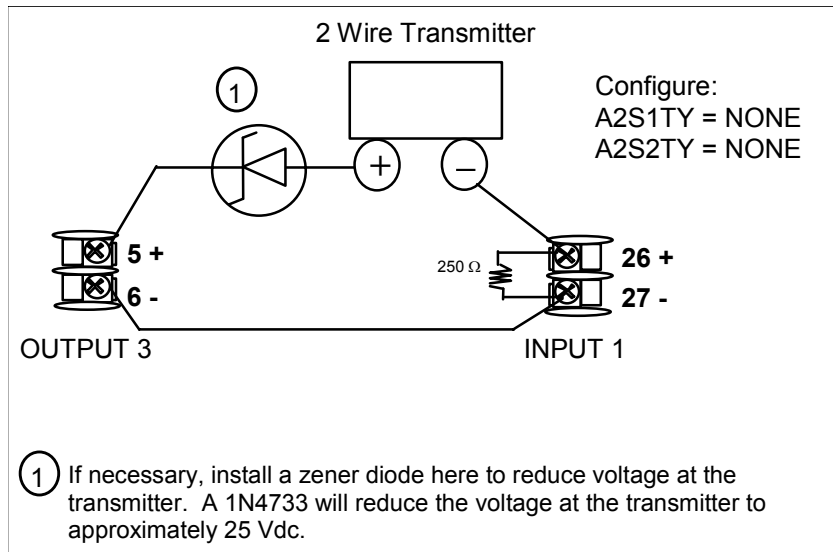 2 Wire Transmitter
1
Configure:
A2S1TY = NONE
A2S2TY = NONE
+
–
5 +
6 -
250 Ω
26 +
27 -
OUTPUT 3
INPUT 1
1 If necessary, install a zener diode here to reduce voltage at the
transmitter. A 1N4733 will reduce the voltage at the transmitter to
approximately 25 Vdc.